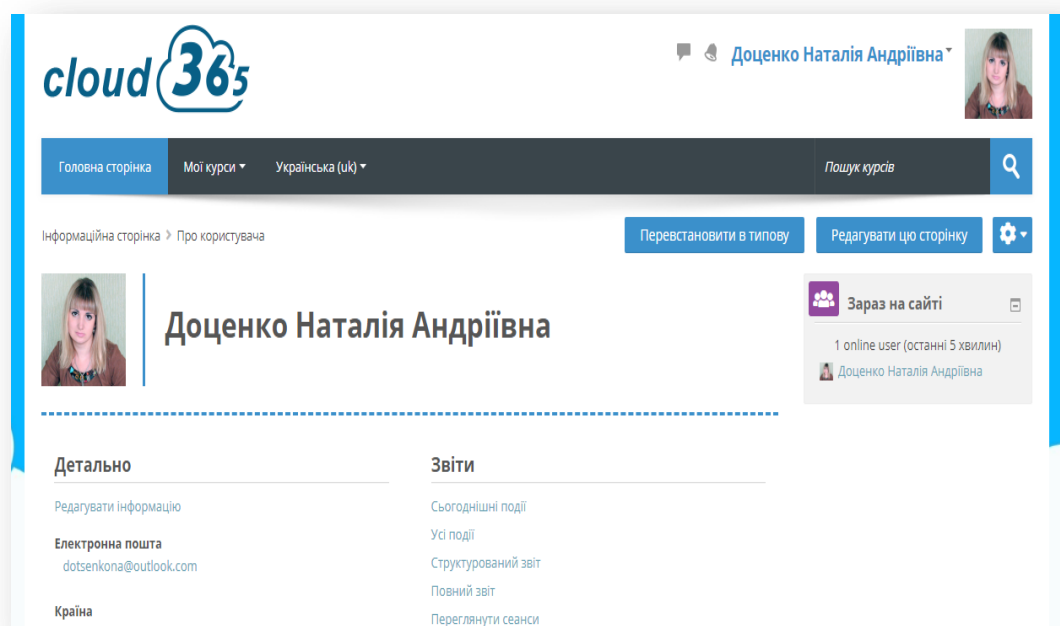 cloud 365
Доценко Наталія Андріївна
Головна сторінка
Мої курси
Українська (uk)
Пошук курсів
Інформаційна сторінка
Про користувача
Перевстановити в типову
Редагувати цю сторінку
Доценко Наталія Андріївна
Зараз на сайті
1 online user (останні 5 хвилин)
Доценко Наталія Андріївна
Детально
Редагувати інформацію
Електронна пошта
dotsenkona@outlook.com
Країна
Звіти
Сьогоднішні події
Усі події
Структурований звіт
Повний звіт
Переглянути сеанси